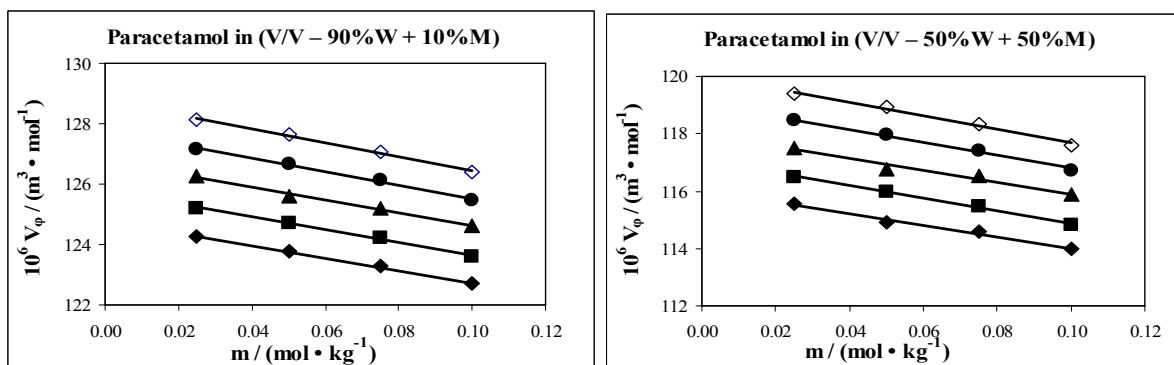 Paracetamol in (V/V – 90%W + 10%M)
130
128
126
124
122
10⁶ Vφ / (m³ • mol⁻¹)
0.00 0.02 0.04 0.06 0.08 0.10 0.12
m / (mol • kg⁻¹)
Paracetamol in (V/V – 50%W + 50%M)
120
118
116
114
112
10⁶ Vφ / (m³ • mol⁻¹)
0.00 0.02 0.04 0.06 0.08 0.10 0.12
m / (mol • kg⁻¹)